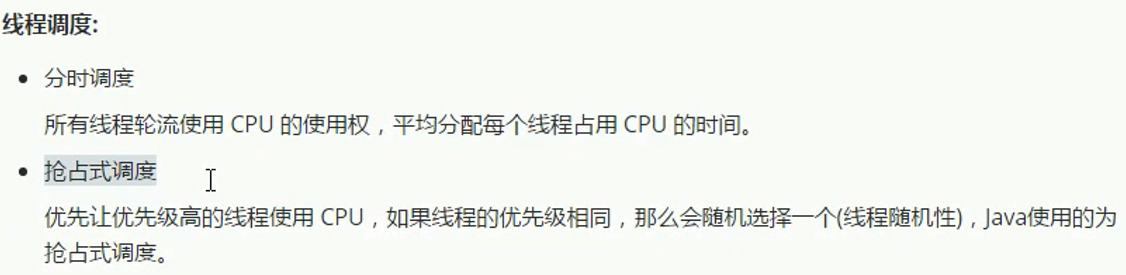 线程调度:
分时调度
所有线程轮流使用 CPU 的使用权，平均分配每个线程占用 CPU 的时间。
抢占式调度
优先让优先级高的线程使用 CPU，如果线程的优先级相同，那么会随机选择一个(线程随机性)，Java使用的为
抢占式调度。